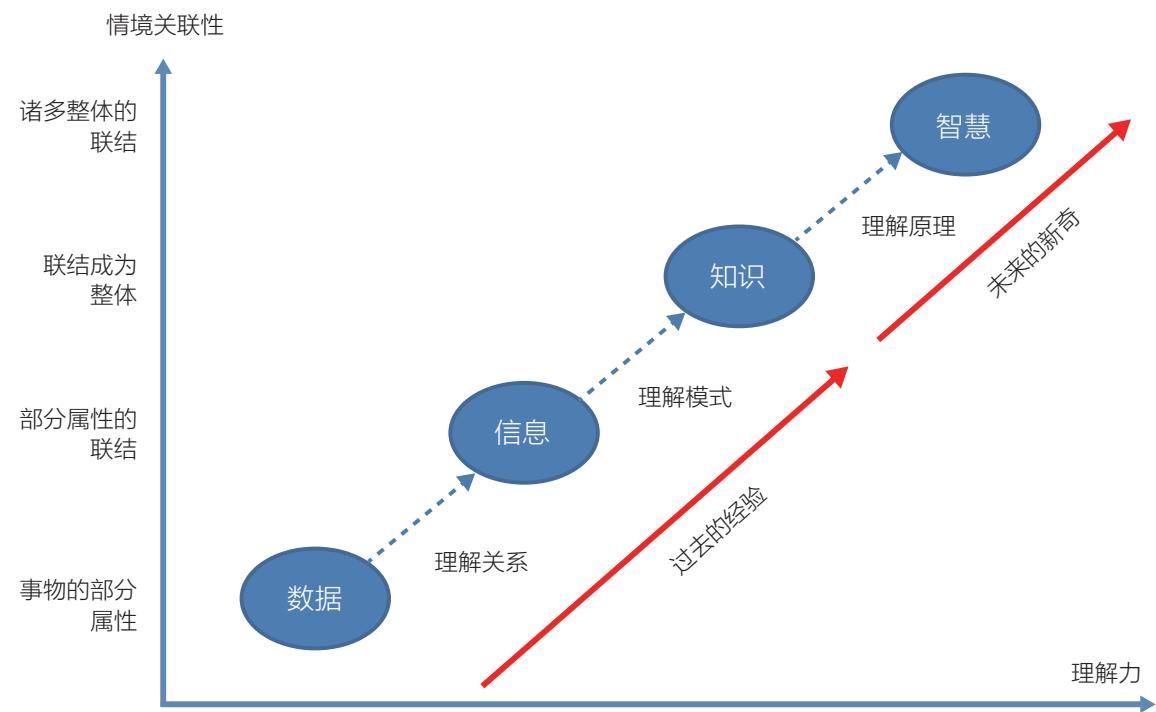 情境关联性
诸多整体的
联结
智慧
理解原理
未来的新奇
联结成为
整体
知识
理解模式
部分属性的
联结
信息
过去的经验
理解关系
事物的部分
属性
数据
理解力